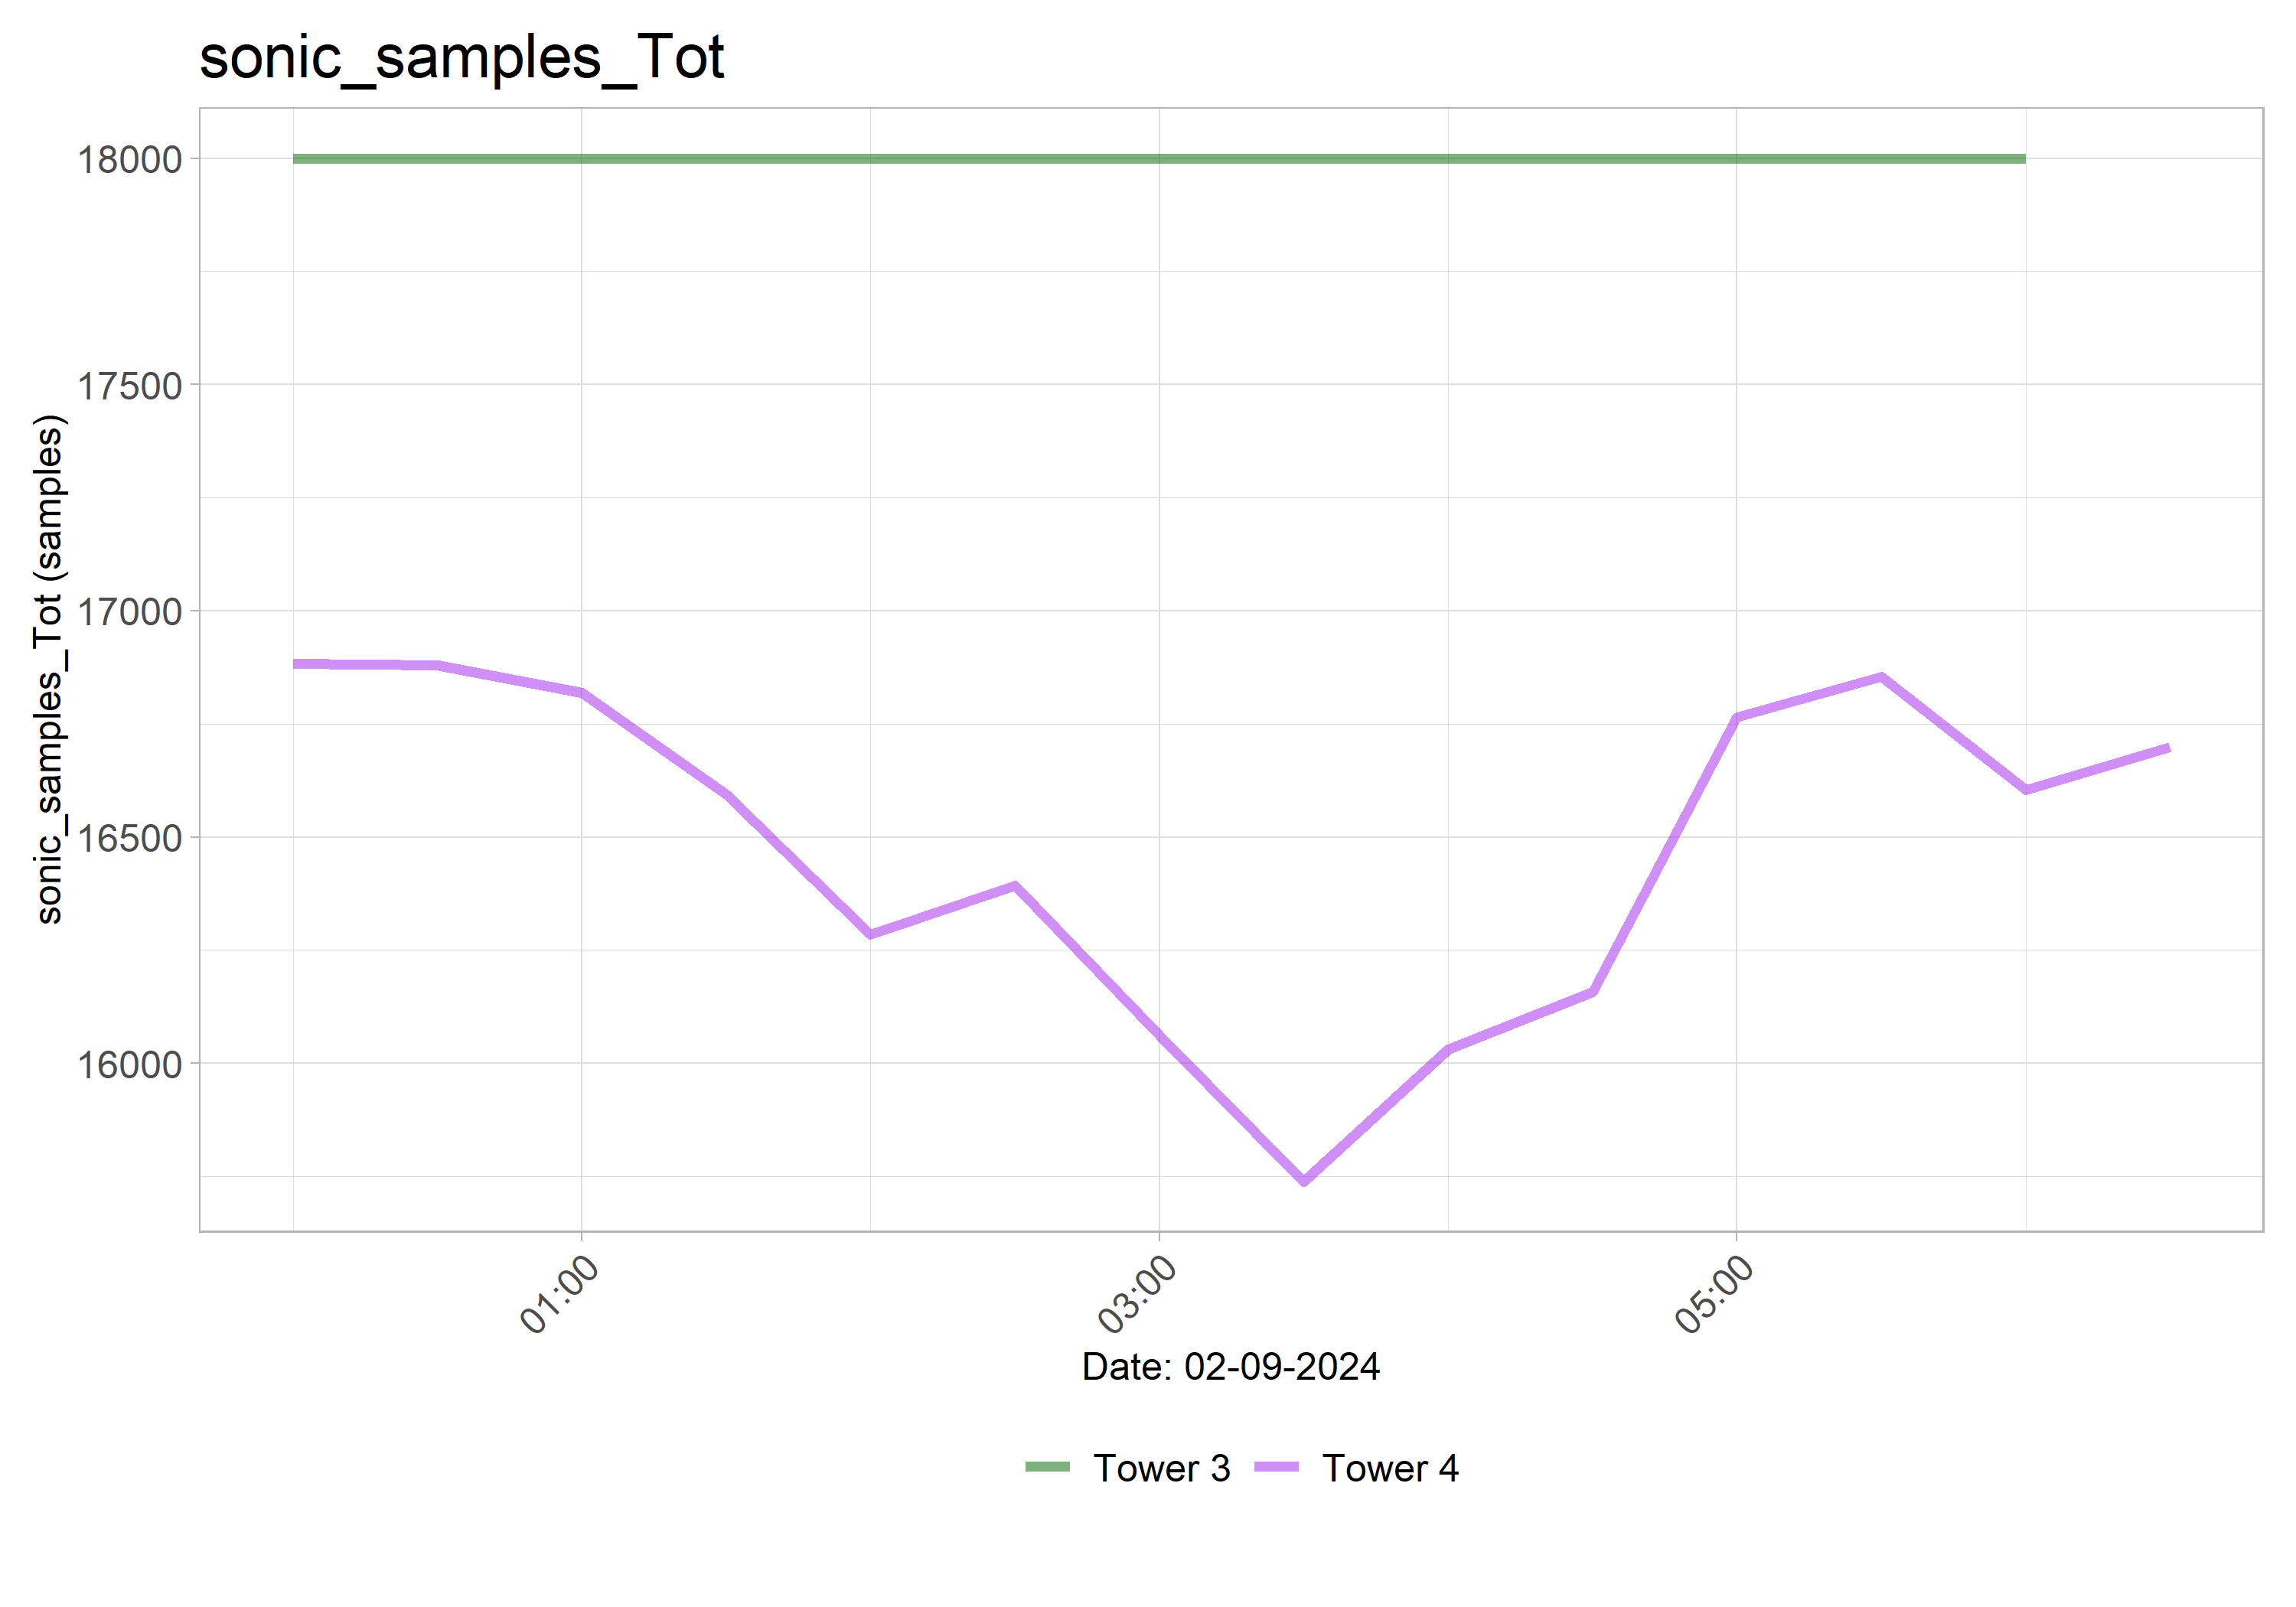 sonic_samples_Tot
sonic_samples_Tot (samples)
18000
17500
17000
16500
16000
01:00
03:00
05:00
Date: 02-09-2024
Tower 3
Tower 4